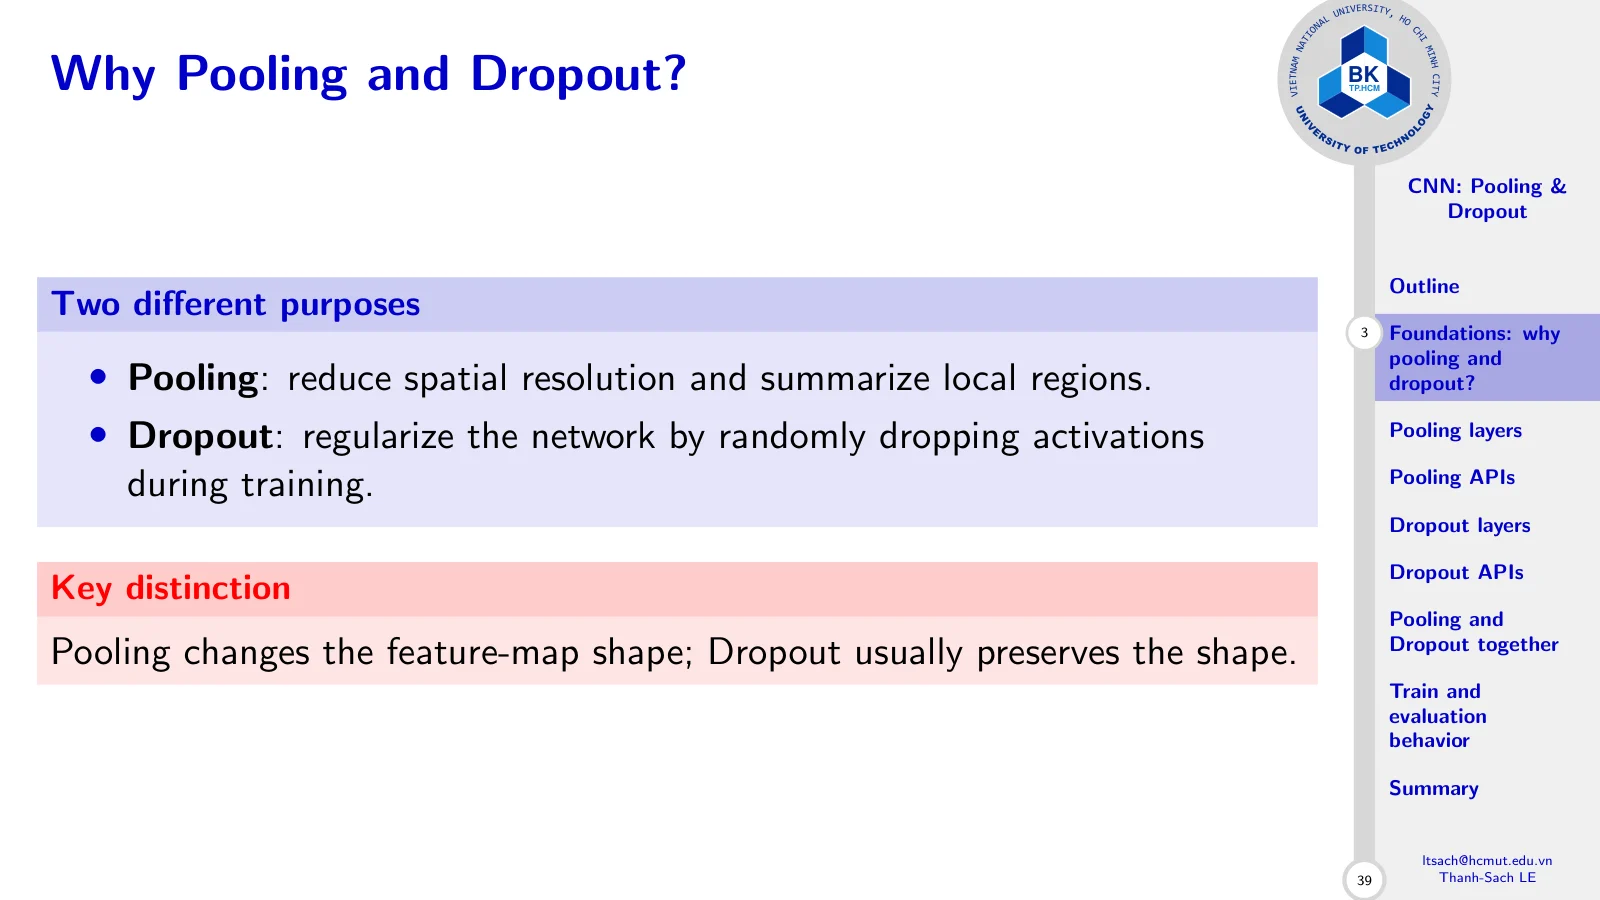 Why Pooling and Dropout?
Two different purposes
• Pooling: reduce spatial resolution and summarize local regions.
• Dropout: regularize the network by randomly dropping activations
during training.
Key distinction
Pooling changes the feature-map shape; Dropout usually preserves the shape.
VIETNAM NATIONAL UNIVERSITY, HO CHI MINH CITY
BK
TP.HCM
UNIVERSITY OF TECHNOLOGY
CNN: Pooling &
Dropout
Outline
3
Foundations: why
pooling and
dropout?
Pooling layers
Pooling APIs
Dropout layers
Dropout APIs
Pooling and
Dropout together
Train and
evaluation
behavior
Summary
39
ltsach@hcmut.edu.vn
Thanh-Sach LE